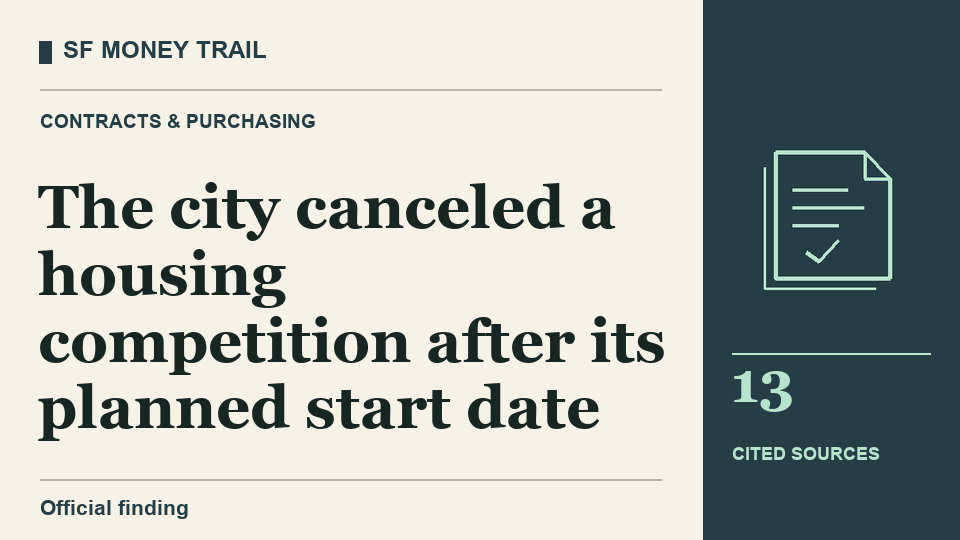 SF MONEY TRAIL
CONTRACTS & PURCHASING
The city canceled a
housing
competition after its
planned start date
Official finding
13
CITED SOURCES